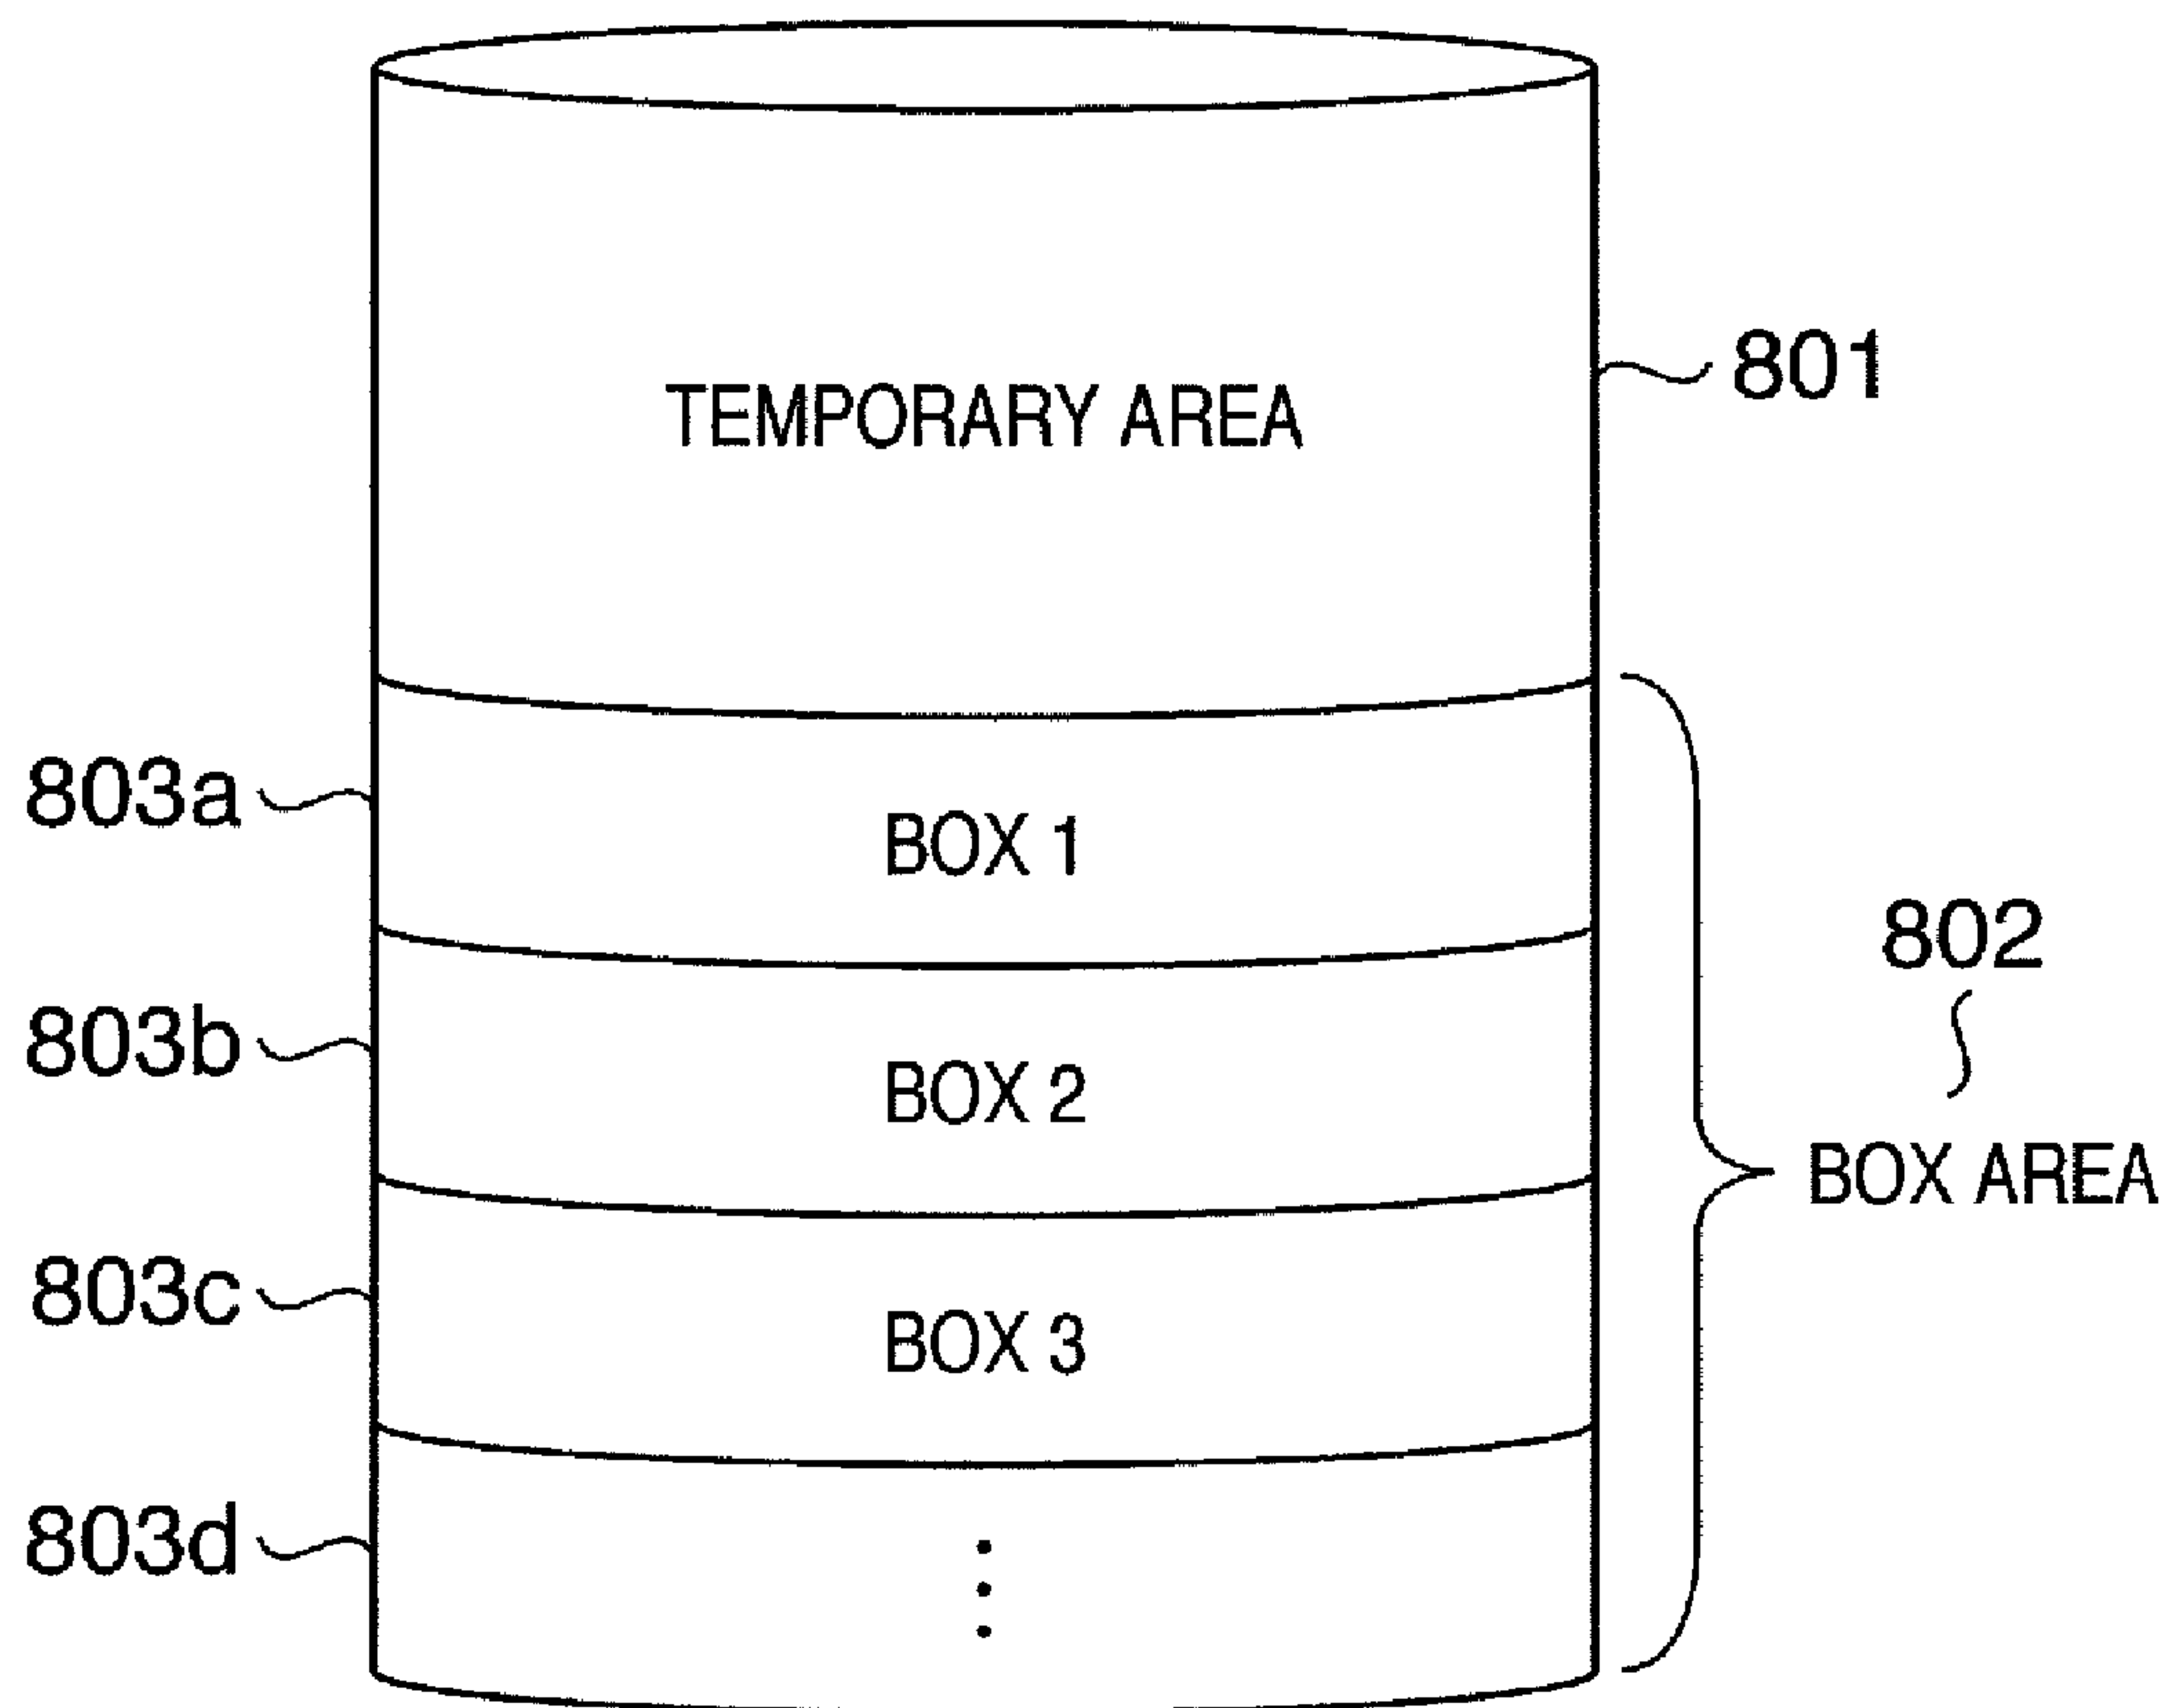 TEMPORARY AREA
801
803a
BOX 1
802
803b
BOX 2
BOX AREA
803c
BOX 3
803d